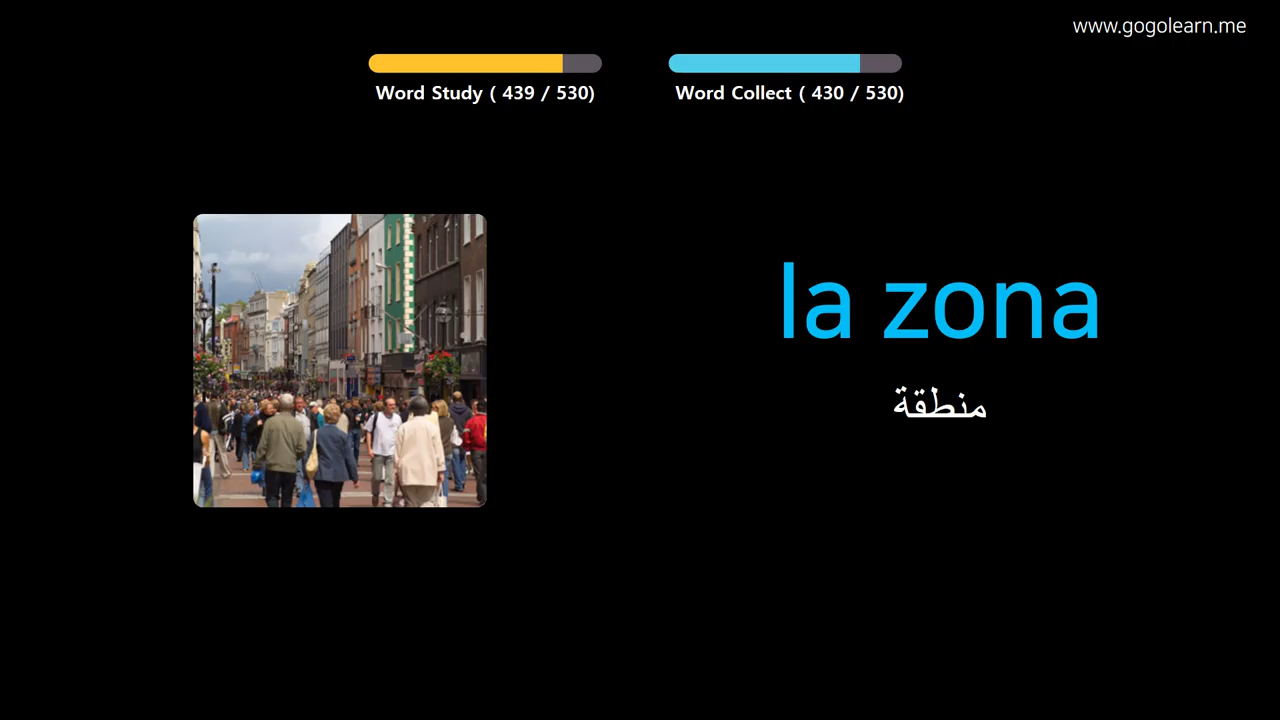 www.gogolearn.me
Word Study ( 439 / 530)
Word Collect ( 430 / 530)
la zona
منطقة